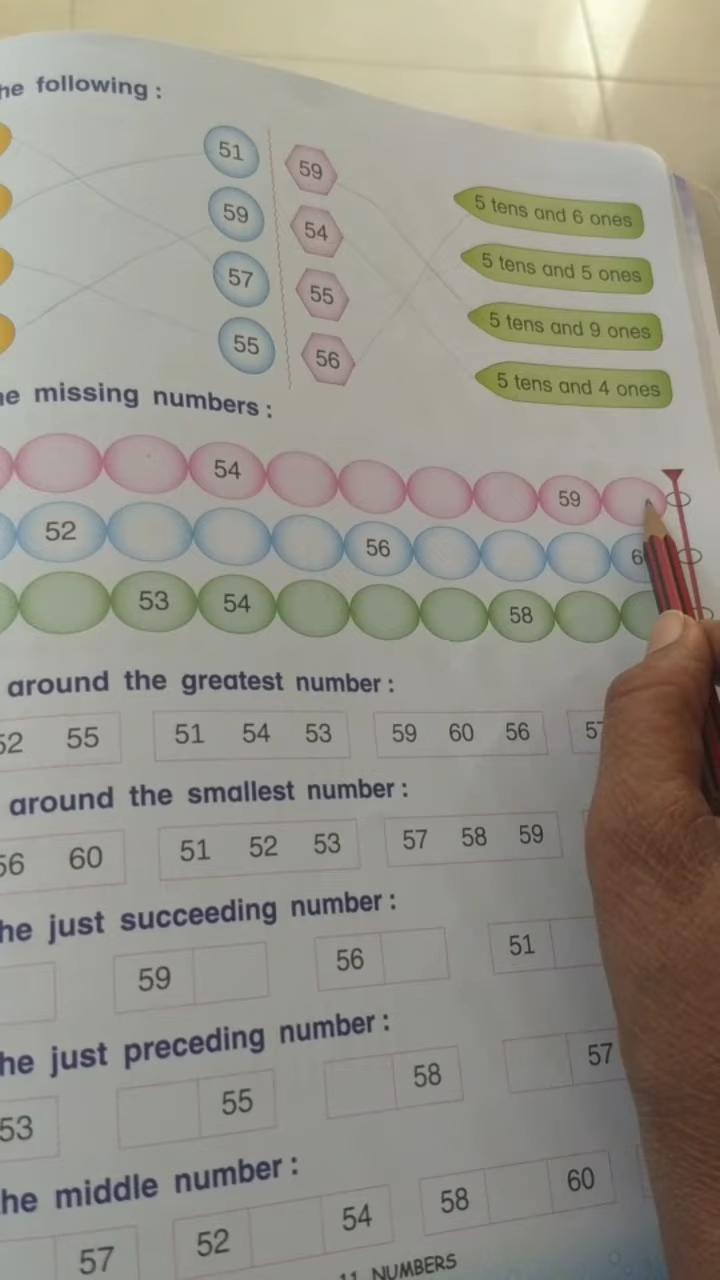 he following :
51 59 5 tens and 6 ones
59 54 5 tens and 5 ones
57 55 5 tens and 9 ones
55 56 5 tens and 4 ones
missing numbers :
54 59
52 56
53 54 58
around the greatest number :
52 55 51 54 53 59 60 56
around the smallest number :
56 60 51 52 53 57 58 59
he just succeeding number :
59 56 51
he just preceding number :
53 55 58 57
he middle number :
57 52 54 58 60
11 NUMBERS